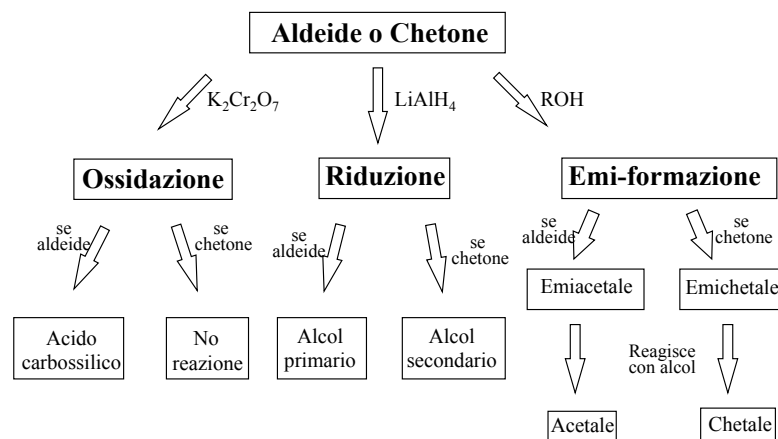 Aldeide o Chetone
K₂Cr₂O₇
LiAlH₄
ROH
Ossidazione
Riduzione
Emi-formazione
se
aldeide
se
chetone
se
aldeide
se
chetone
se
aldeide
se
chetone
Emiacetale
Emichetale
Acido
carbossilico
No
reazione
Alcol
primario
Alcol
secondario
Reagisce
con alcol
Acetale
Chetale